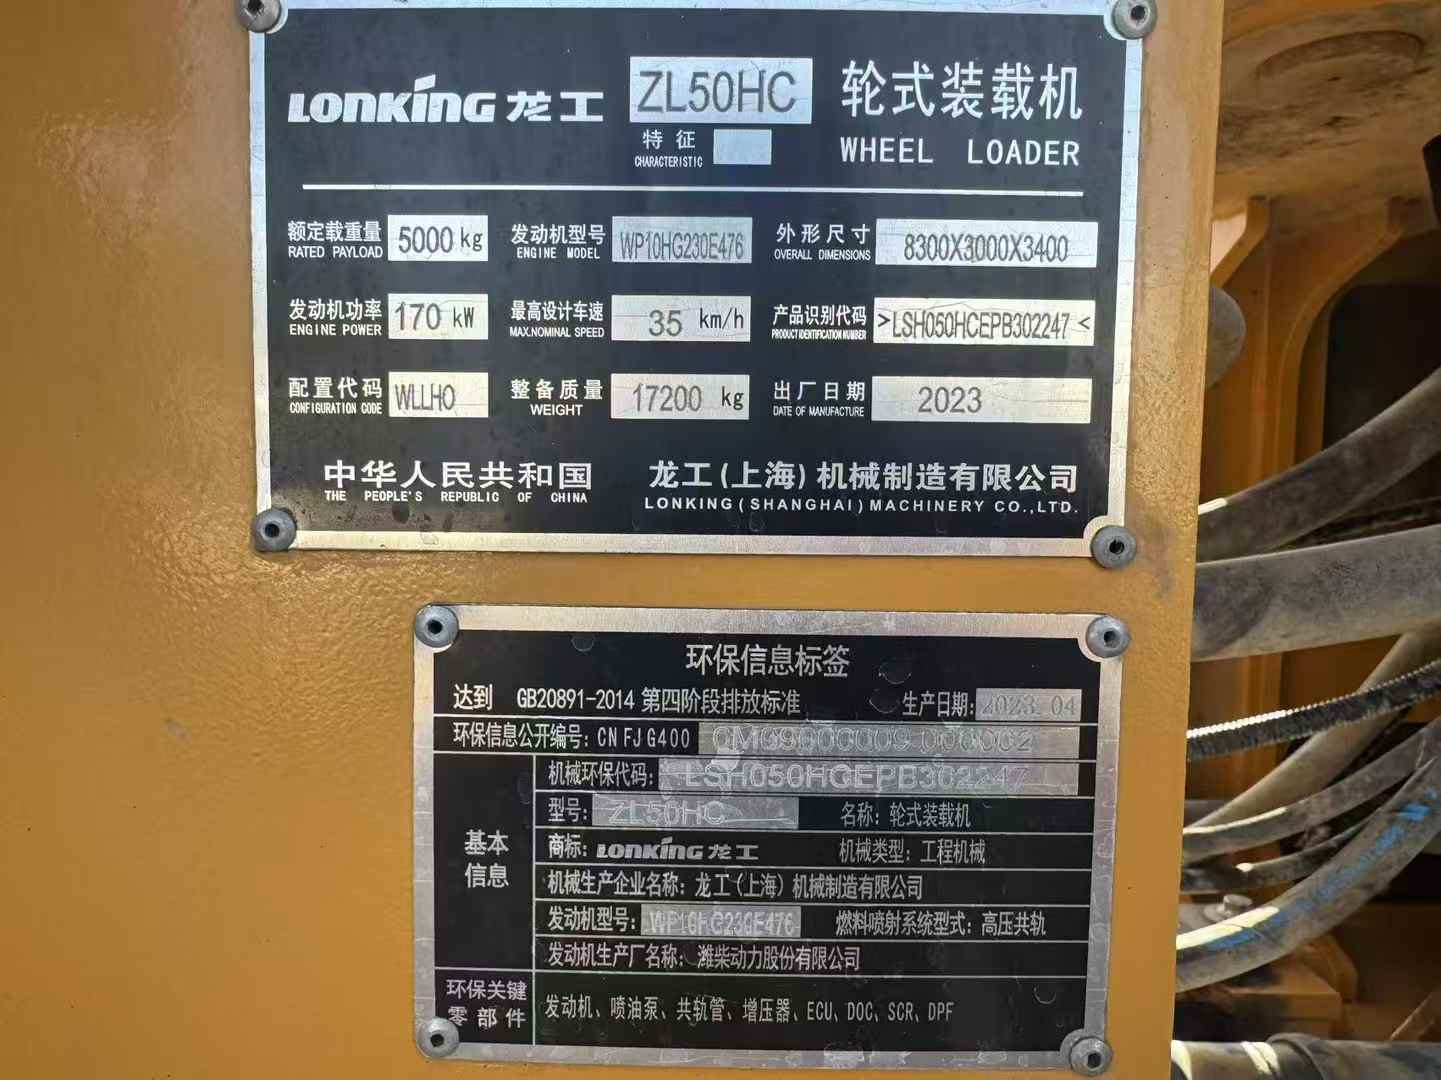 LONKING 龙工 ZL50HC 轮式装载机
特征
CHARACTERISTIC WHEEL LOADER
额定载重量 5000 kg 发动机型号 WP10HG230E476 外形尺寸 8300X3000X3400
RATED PAYLOAD ENGINE MODEL OVERALL DIMENSIONS
发动机功率 170 kW 最高设计车速 35 km/h 产品识别代码 >LSH050HCEPB302247<
ENGINE POWER MAX.NOMINAL SPEED PRODUCT IDENTIFICATION NUMBER
配置代码 WLLHO 整备质量 17200 kg 出厂日期 2023
CONFIGURATION CODE WEIGHT DATE OF MANUFACTURE
中华人民共和国 龙工(上海)机械制造有限公司
THE PEOPLE'S REPUBLIC OF CHINA LONKING(SHANGHAI)MACHINERY CO.,LTD.
环保信息标签
达到 GB20891-2014 第四阶段排放标准 生产日期: 2023 04
环保信息公开编号: CN FJ G400
机械环保代码: LSH050HCEPB302247
型号: ZL50HC 名称: 轮式装载机
基本信息
商标: LONKING 龙工 机械类型: 工程机械
机械生产企业名称: 龙工(上海)机械制造有限公司
发动机型号: WP10HG230E476 燃料喷射系统型式: 高压共轨
发动机生产厂名称: 潍柴动力股份有限公司
环保关键零部件 发动机、喷油泵、共轨管、增压器、ECU、DOC、SCR、DPF